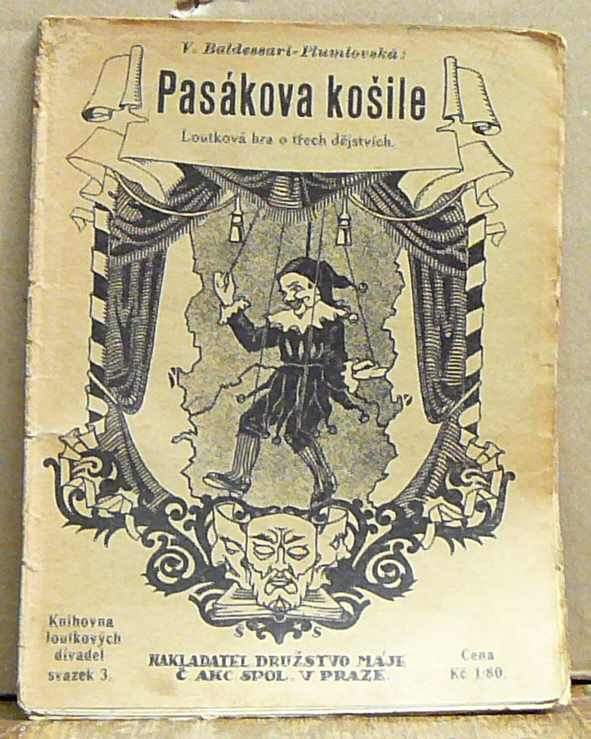 V. Baldessari-Plumlovská:
Pasákova košile
Loutková hra o třech dějstvích.
S S
Knihovna
loutkových
divadel
svazek 3.
NAKLADATEL DRUŽSTVO MÁJE
Č AKC SPOL. V PRAZE.
Cena
Kč 1·80.